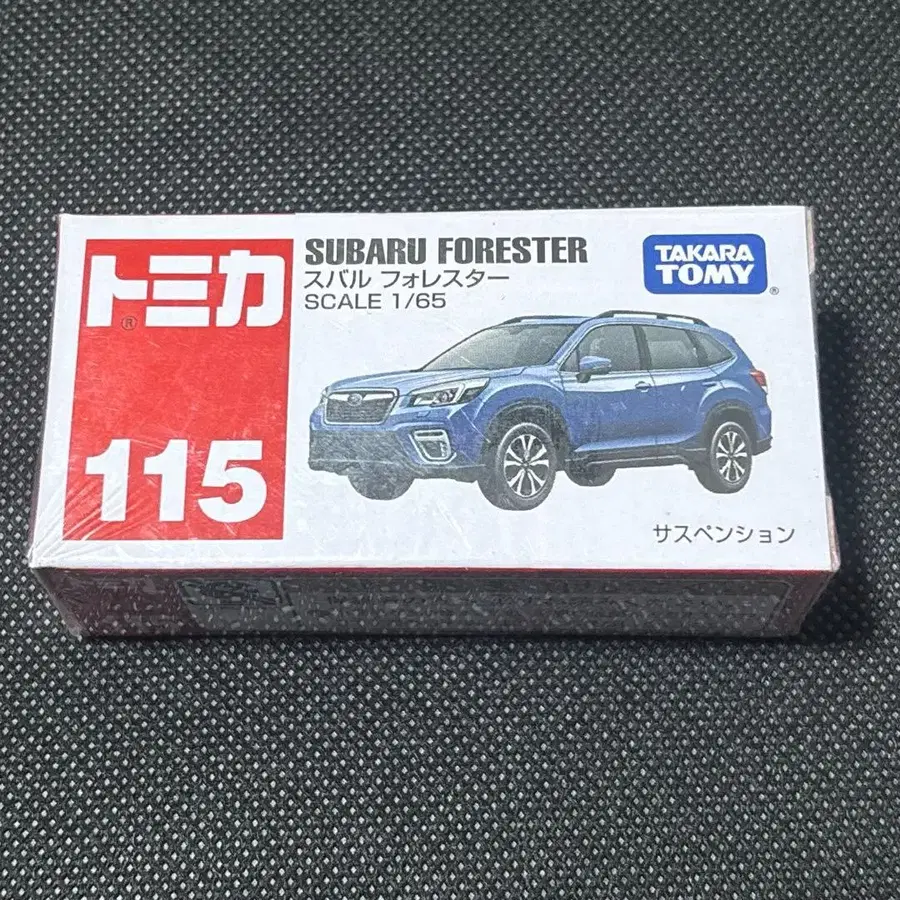 トミカ®
115
SUBARU FORESTER
スバル フォレスター
SCALE 1/65
TAKARA
TOMY®
サスペンション